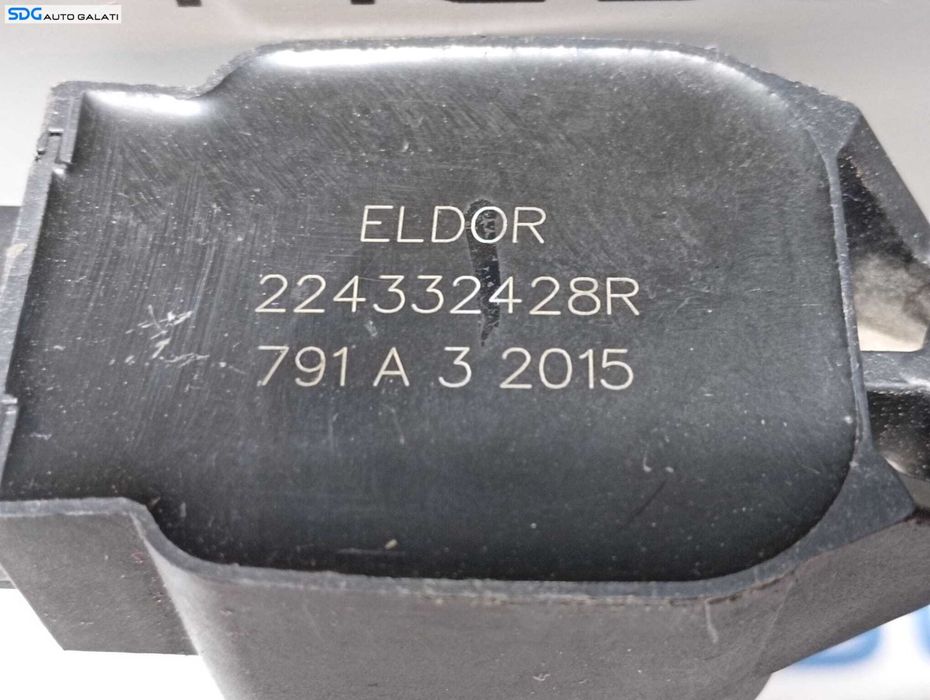 SDG AUTO GALATI
ELDOR
224332428R
791 A 3 2015